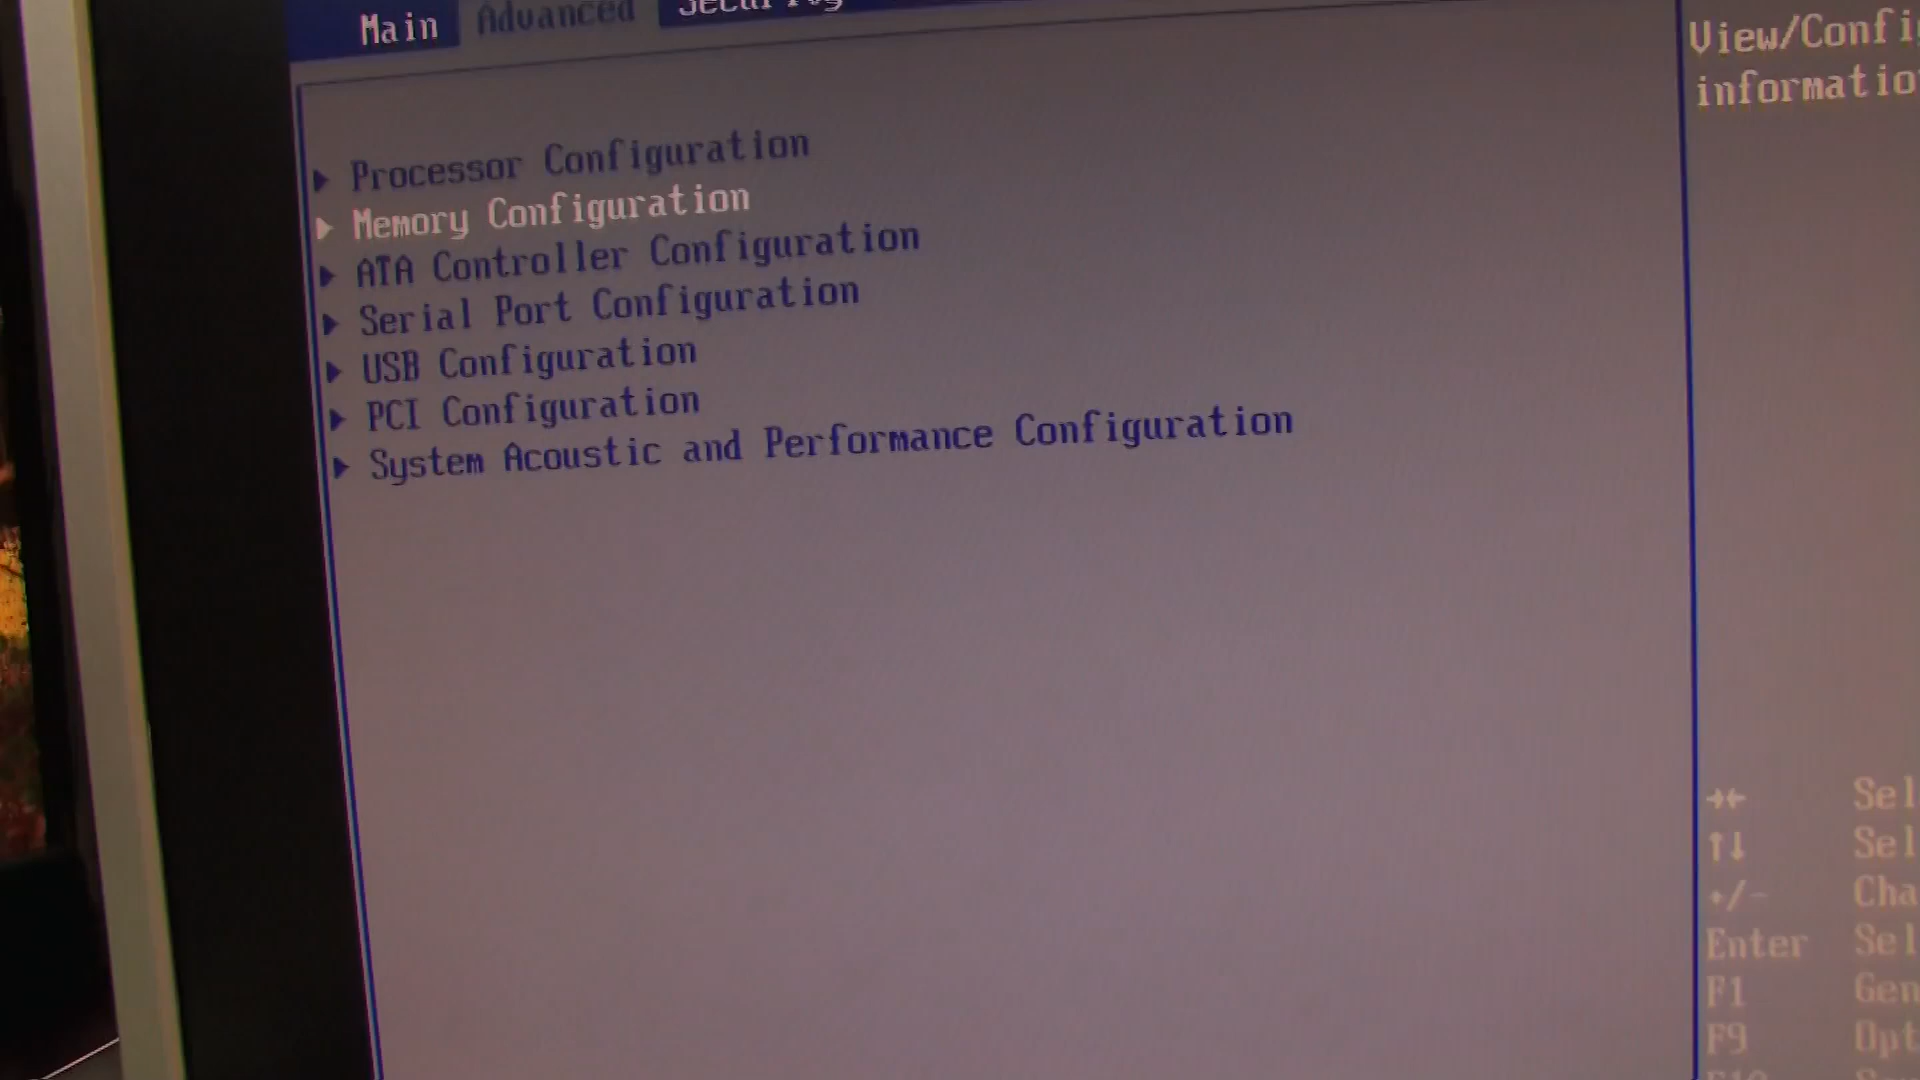 Main Advanced Security
Processor Configuration
Memory Configuration
ATA Controller Configuration
Serial Port Configuration
USB Configuration
PCI Configuration
System Acoustic and Performance Configuration
View/Confi
informatio
→← Sel
↑↓ Sel
+/- Cha
Enter Sel
F1 Gen
F9 Opt